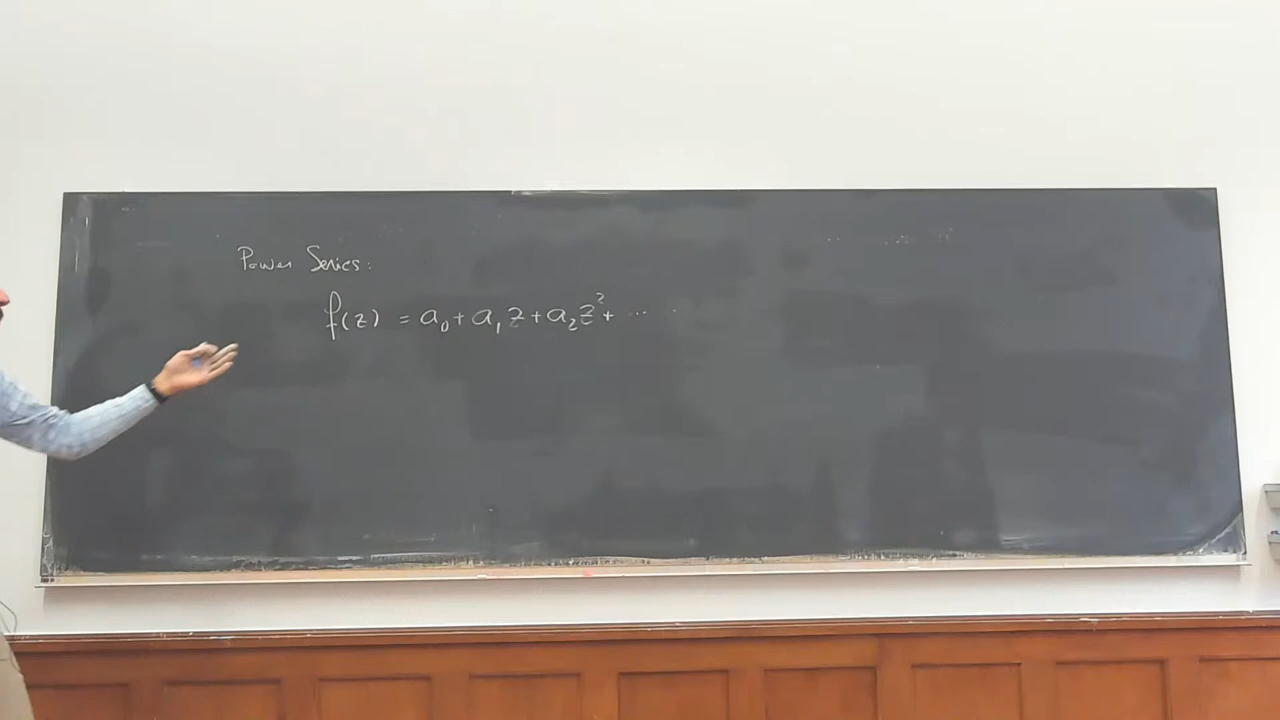 Power Series:
f(z) = a₀ + a₁z + a₂z² + ...